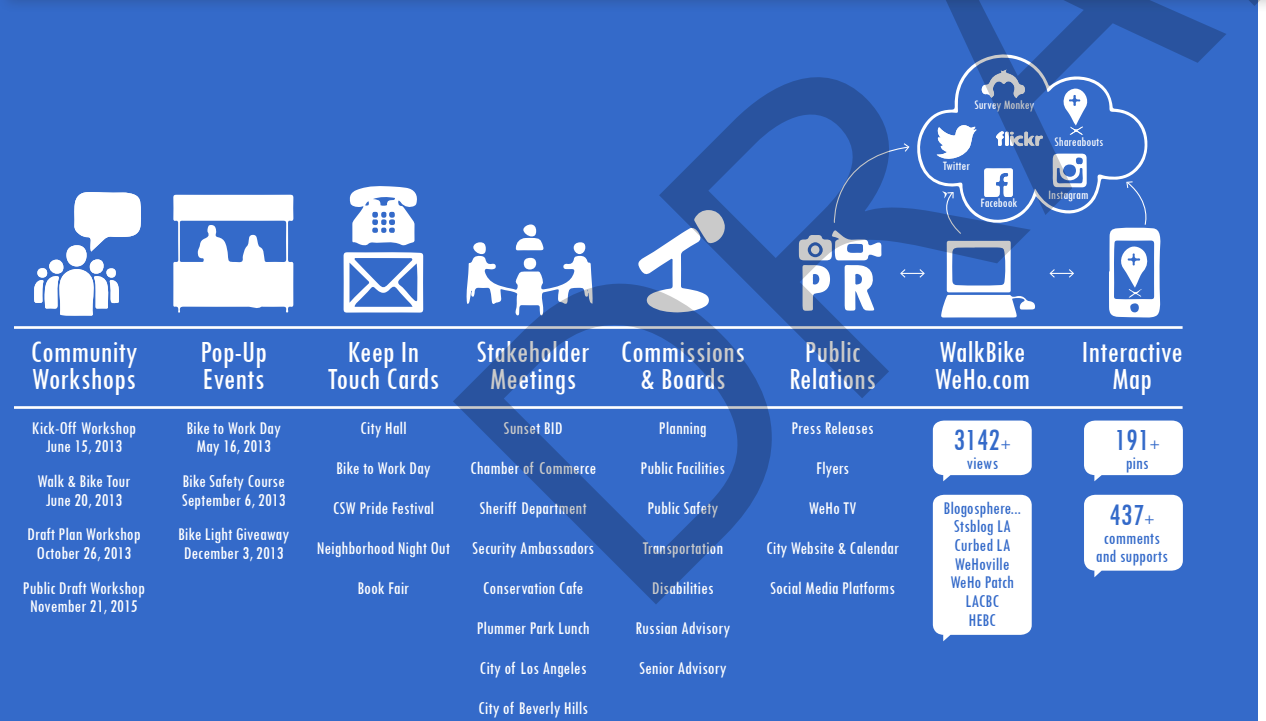 DRA
Survey Monkey
flickr
Shareabouts
Twitter
Facebook
Instagram
PR
Community
Workshops
Kick-Off Workshop
June 15, 2013
Walk & Bike Tour
June 20, 2013
Draft Plan Workshop
October 26, 2013
Public Draft Workshop
November 21, 2015
Pop-Up
Events
Bike to Work Day
May 16, 2013
Bike Safety Course
September 6, 2013
Bike Light Giveaway
December 3, 2013
Keep In
Touch Cards
City Hall
Bike to Work Day
CSW Pride Festival
Neighborhood Night Out
Book Fair
Stakeholder
Meetings
Sunset BID
Chamber of Commerce
Sheriff Department
Security Ambassadors
Conservation Cafe
Plummer Park Lunch
City of Los Angeles
City of Beverly Hills
Commissions
& Boards
Planning
Public Facilities
Public Safety
Transportation
Disabilities
Russian Advisory
Senior Advisory
Public
Relations
Press Releases
Flyers
WeHo TV
City Website & Calendar
Social Media Platforms
WalkBike
WeHo.com
3142+
views
Blogosphere...
Stsblog LA
Curbed LA
WeHoville
WeHo Patch
LACBC
HEBC
Interactive
Map
191+
pins
437+
comments
and supports